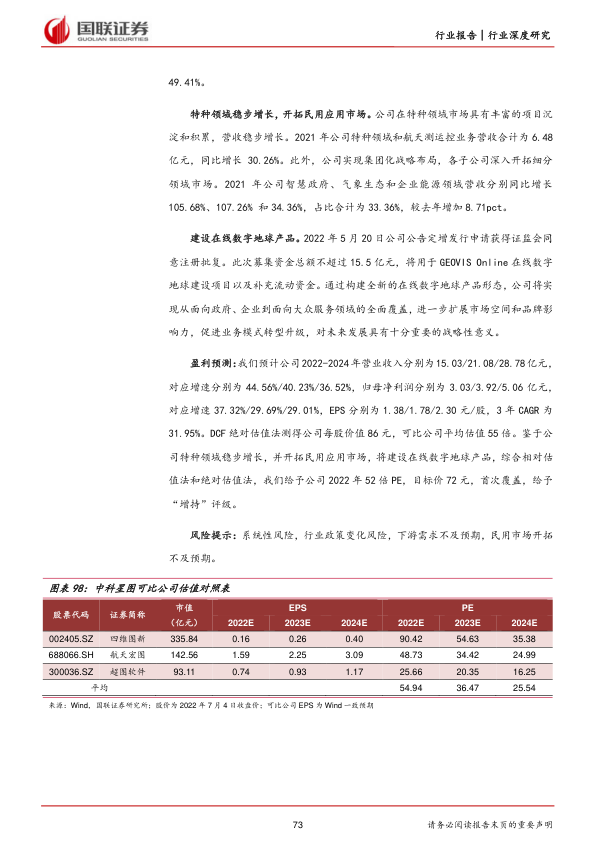 国联证券
GUOLIAN SECURITIES
行业报告│行业深度研究
49.41%。
特种领域稳步增长，开拓民用应用市场。公司在特种领域市场具有丰富的项目沉
淀和积累，营收稳步增长。2021 年公司特种领域和航天测运控业务营收合计为 6.48
亿元，同比增长 30.26%。此外，公司实现集团化战略布局，各子公司深入开拓细分
领域市场。2021 年公司智慧政府、气象生态和企业能源领域营收分别同比增长
105.68%、107.26% 和 34.36%，占比合计为 33.36%，较去年增加 8.71pct。
建设在线数字地球产品。2022 年 5 月 20 日公司公告定增发行申请获得证监会同
意注册批复。此次募集资金总额不超过 15.5 亿元，将用于 GEOVIS Online 在线数字
地球建设项目以及补充流动资金。通过构建全新的在线数字地球产品形态，公司将实
现从面向政府、企业到面向大众服务领域的全面覆盖，进一步扩展市场空间和品牌影
响力，促进业务模式转型升级，对未来发展具有十分重要的战略性意义。
盈利预测：我们预计公司 2022-2024 年营业收入分别为 15.03/21.08/28.78 亿元，
对应增速分别为 44.56%/40.23%/36.52%，归母净利润分别为 3.03/3.92/5.06 亿元，
对应增速 37.32%/29.69%/29.01%，EPS 分别为 1.38/1.78/2.30 元/股，3 年 CAGR 为
31.95%。DCF 绝对估值法测得公司每股价值 86 元，可比公司平均估值 55 倍。鉴于公
司特种领域稳步增长，并开拓民用应用市场，将建设在线数字地球产品，综合相对估
值法和绝对估值法，我们给予公司 2022 年 52 倍 PE，目标价 72 元，首次覆盖，给予
“增持”评级。
风险提示：系统性风险，行业政策变化风险，下游需求不及预期，民用市场开拓
不及预期。
图表 98：中科星图可比公司估值对照表
股票代码 证券简称 市值（亿元） EPS PE
2022E 2023E 2024E 2022E 2023E 2024E
002405.SZ 四维图新 335.84 0.16 0.26 0.40 90.42 54.63 35.38
688066.SH 航天宏图 142.56 1.59 2.25 3.09 48.73 34.42 24.99
300036.SZ 超图软件 93.11 0.74 0.93 1.17 25.66 20.35 16.25
平均 54.94 36.47 25.54
来源：Wind，国联证券研究所；股价为 2022 年 7 月 4 日收盘价；可比公司 EPS 为 Wind 一致预期
73 请务必阅读报告末页的重要声明